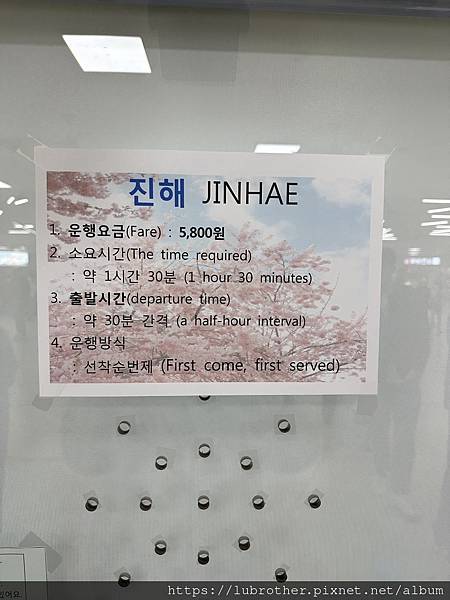 진해 JINHAE
1. 운행요금(Fare) : 5,800원
2. 소요시간(The time required)
: 약 1시간 30분 (1 hour 30 minutes)
3. 출발시간(departure time)
: 약 30분 간격 (a half-hour interval)
4. 운행방식
: 선착순번제 (First come, first served)
있어요.
https://lubrother.pixnet.net/album